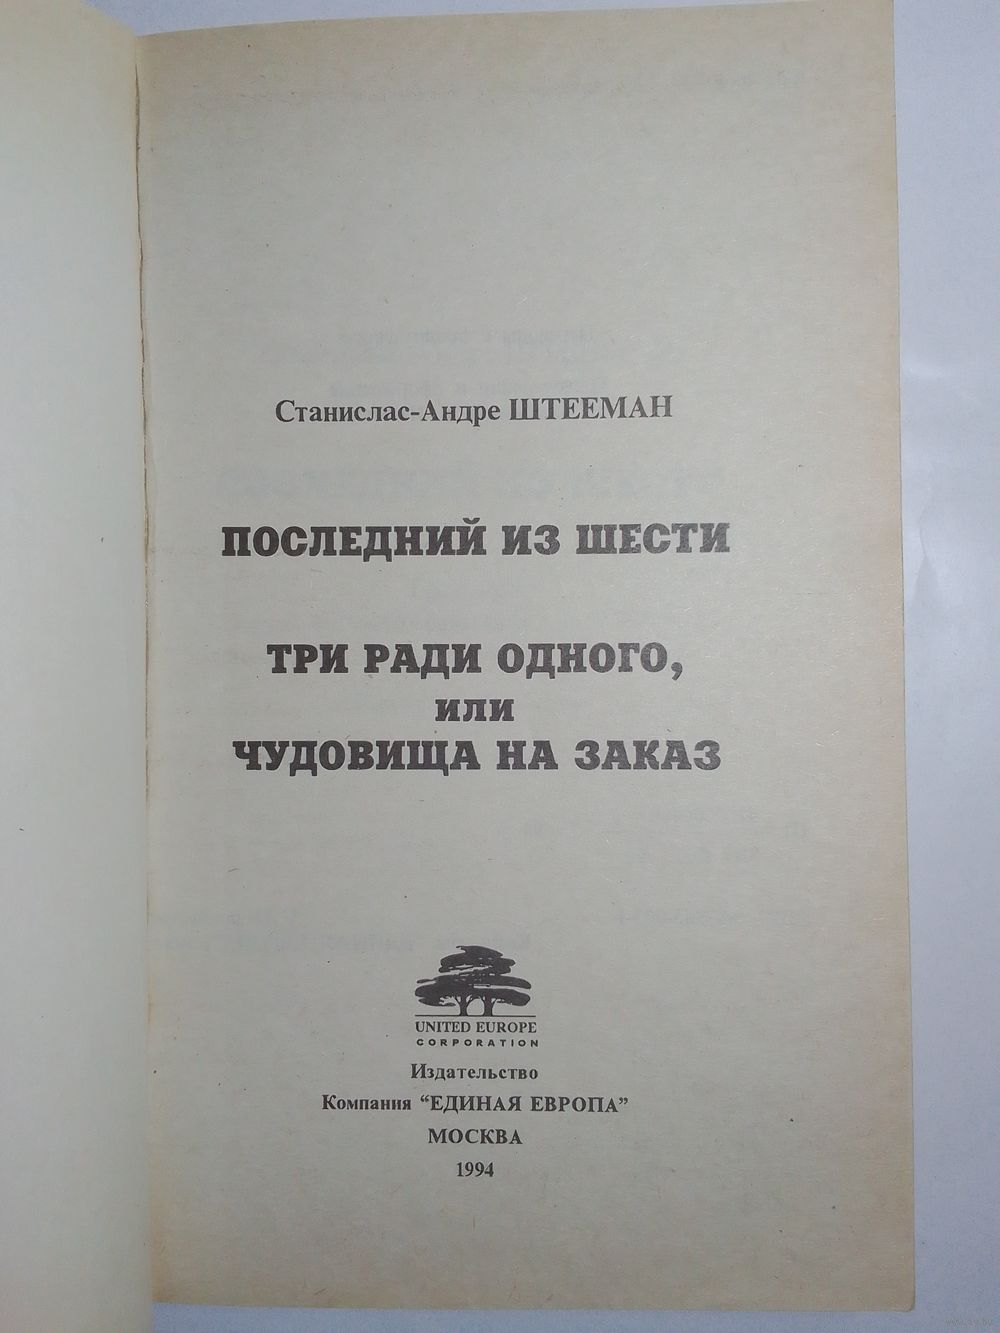 Станислас-Андре ШТЕЕМАН
ПОСЛЕДНИЙ ИЗ ШЕСТИ
ТРИ РАДИ ОДНОГО,
ИЛИ
ЧУДОВИЩА НА ЗАКАЗ
UNITED EUROPE
CORPORATION
Издательство
Компания “ЕДИНАЯ ЕВРОПА”
МОСКВА
1994